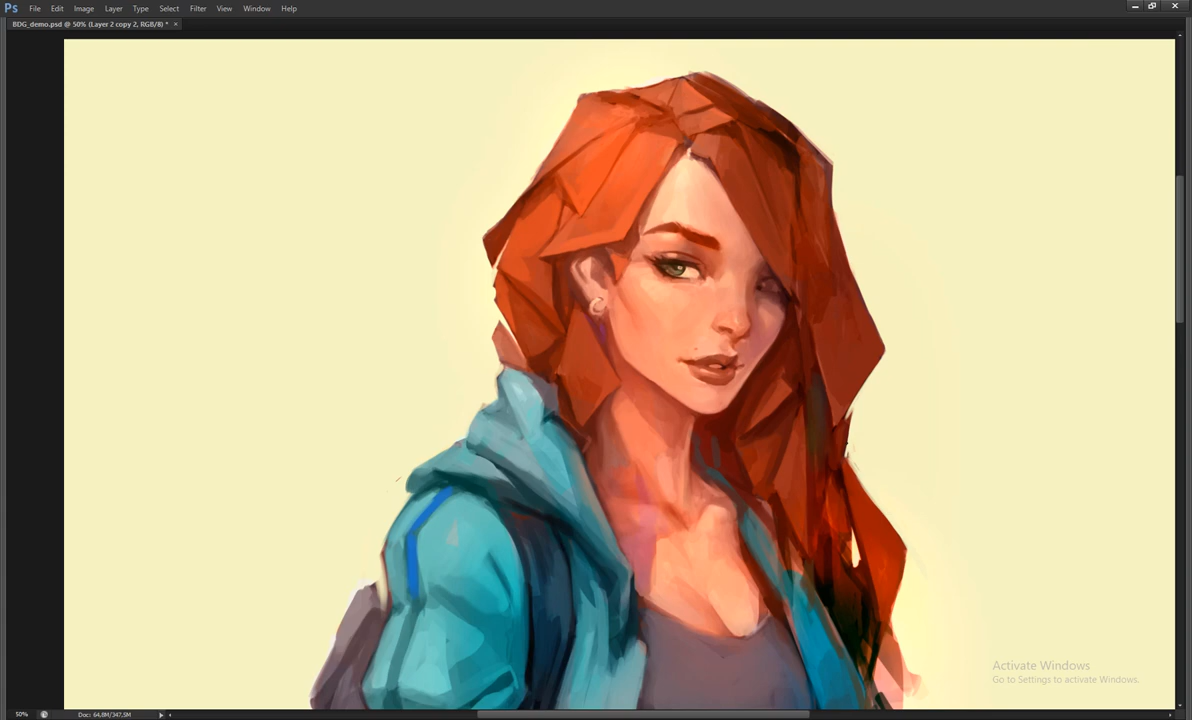 Ps File Edit Image Layer Type Select Filter View Window Help
BDG_demo.psd @ 50% (Layer 2 copy 2, RGB/8) * ×
Activate Windows
Go to Settings to activate Windows.
50% Doc: 64,8M/347,5M